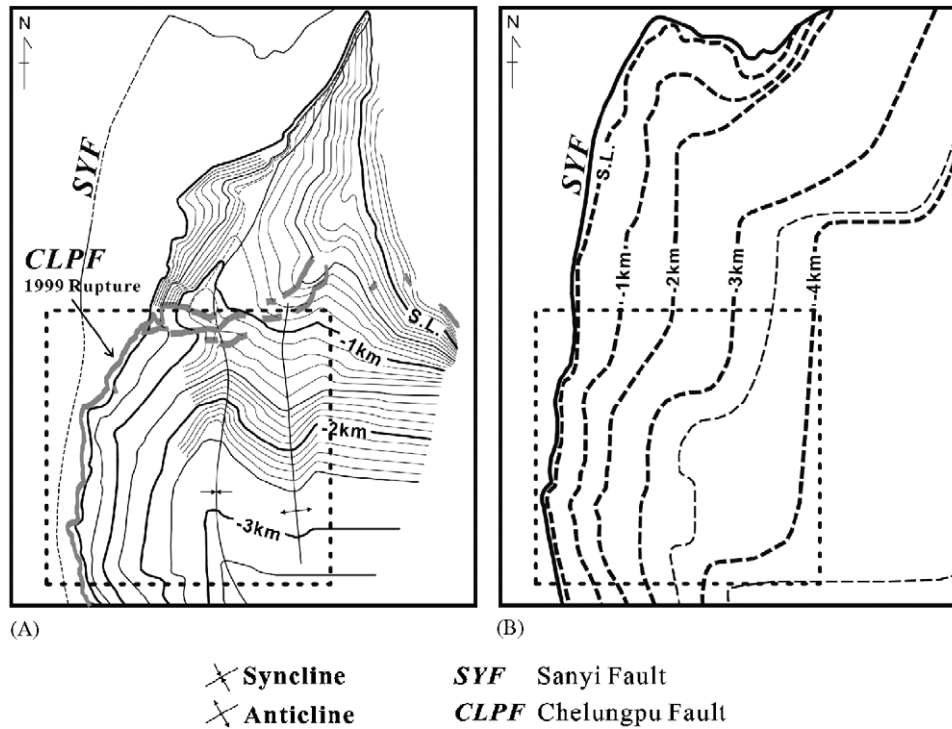 N
SYF
CLPF
1999 Rupture
S.L.
-1km
-2km
-3km
(A)
N
SYF
S.L.
-1km
-2km
-3km
-4km
(B)
Syncline
Anticline
SYF Sanyi Fault
CLPF Chelungpu Fault